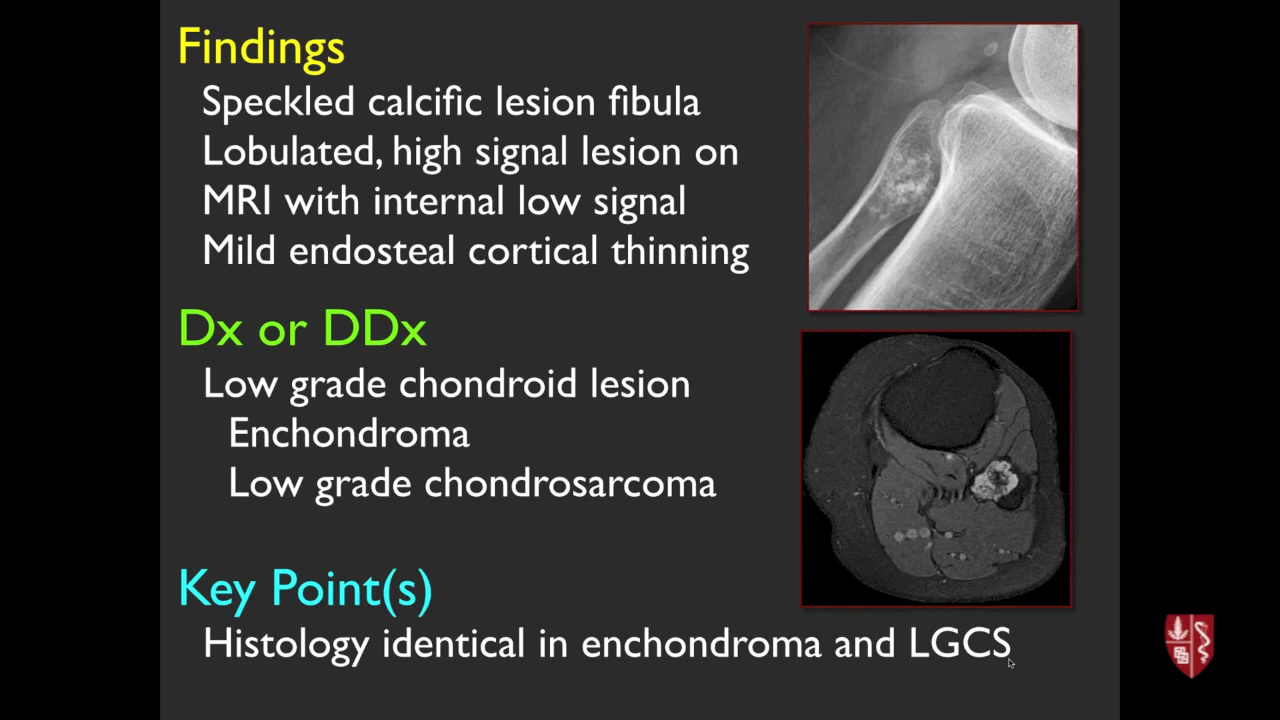 Findings
Speckled calcific lesion fibula
Lobulated, high signal lesion on
MRI with internal low signal
Mild endosteal cortical thinning
Dx or DDx
Low grade chondroid lesion
Enchondroma
Low grade chondrosarcoma
Key Point(s)
Histology identical in enchondroma and LGCS